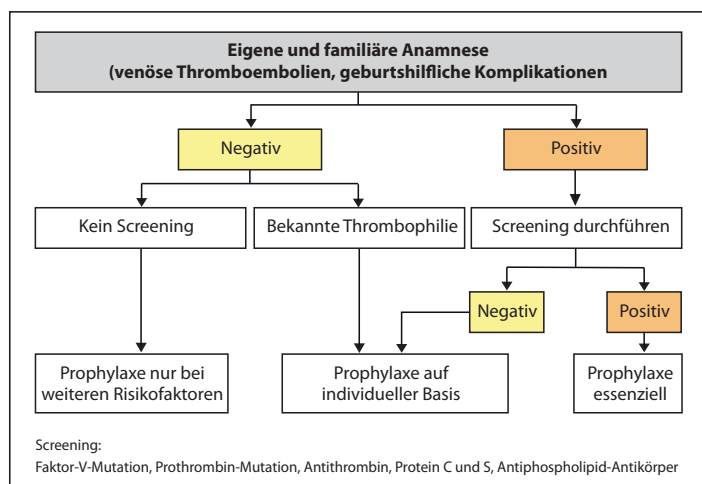 Eigene und familiäre Anamnese
(venöse Thromboembolien, geburtshilfliche Komplikationen
Negativ
Positiv
Kein Screening
Bekannte Thrombophilie
Screening durchführen
Negativ
Positiv
Prophylaxe nur bei
weiteren Risikofaktoren
Prophylaxe auf
individueller Basis
Prophylaxe
essenziell
Screening:
Faktor-V-Mutation, Prothrombin-Mutation, Antithrombin, Protein C und S, Antiphospholipid-Antikörper